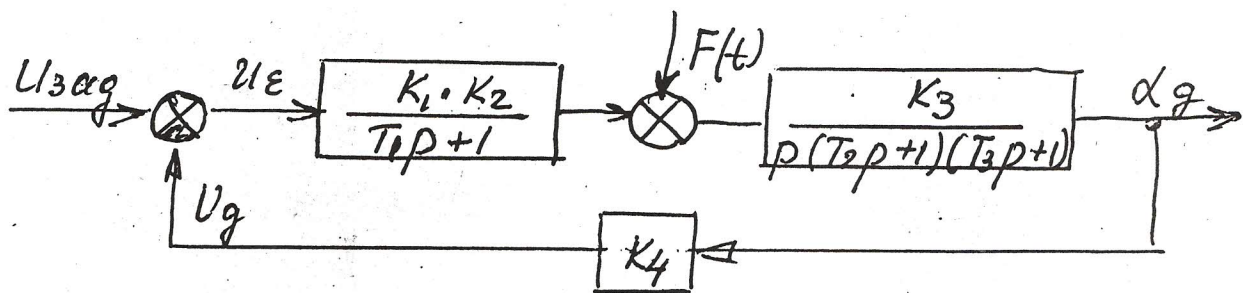 Uзад
uε
K₁·K₂
T₁p+1
F(t)
K₃
p(T₂p+1)(T₃p+1)
αg
Ug
K₄